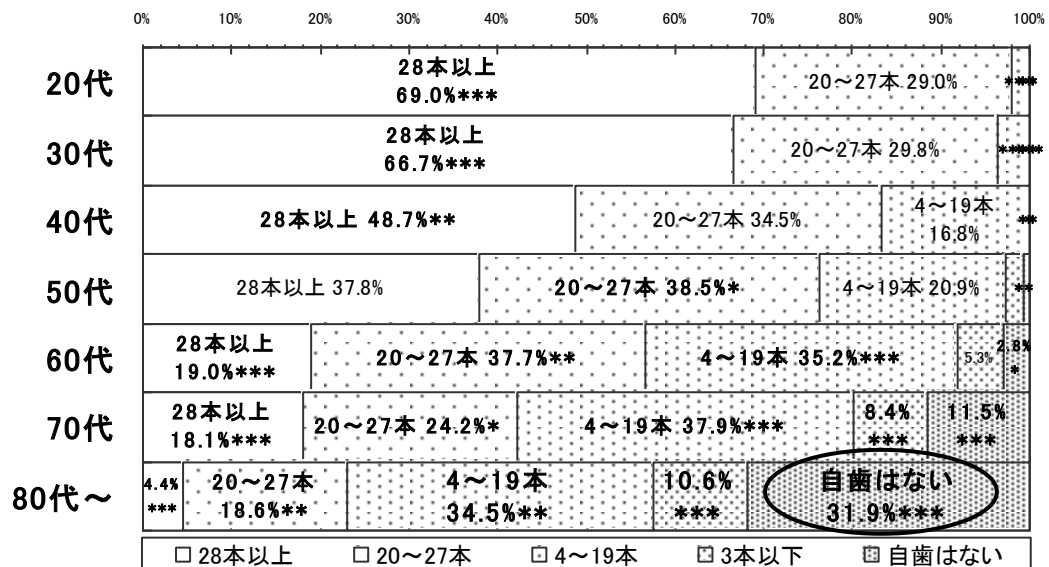 0% 10% 20% 30% 40% 50% 60% 70% 80% 90% 100%
20代
28本以上
69.0%***
20～27本 29.0%
30代
28本以上
66.7%***
20～27本 29.8%
40代
28本以上 48.7%**
20～27本 34.5%
4～19本
16.8%
**
50代
28本以上 37.8%
20～27本 38.5%*
4～19本 20.9%
**
60代
28本以上
19.0%***
20～27本 37.7%**
4～19本 35.2%***
5.3%
2.8%
*
70代
28本以上
18.1%***
20～27本 24.2%*
4～19本 37.9%***
8.4%
***
11.5%
***
80代～
4.4%
***
20～27本
18.6%**
4～19本
34.5%**
10.6%
***
自歯はない
31.9%***
28本以上 20～27本 4～19本 3本以下 自歯はない